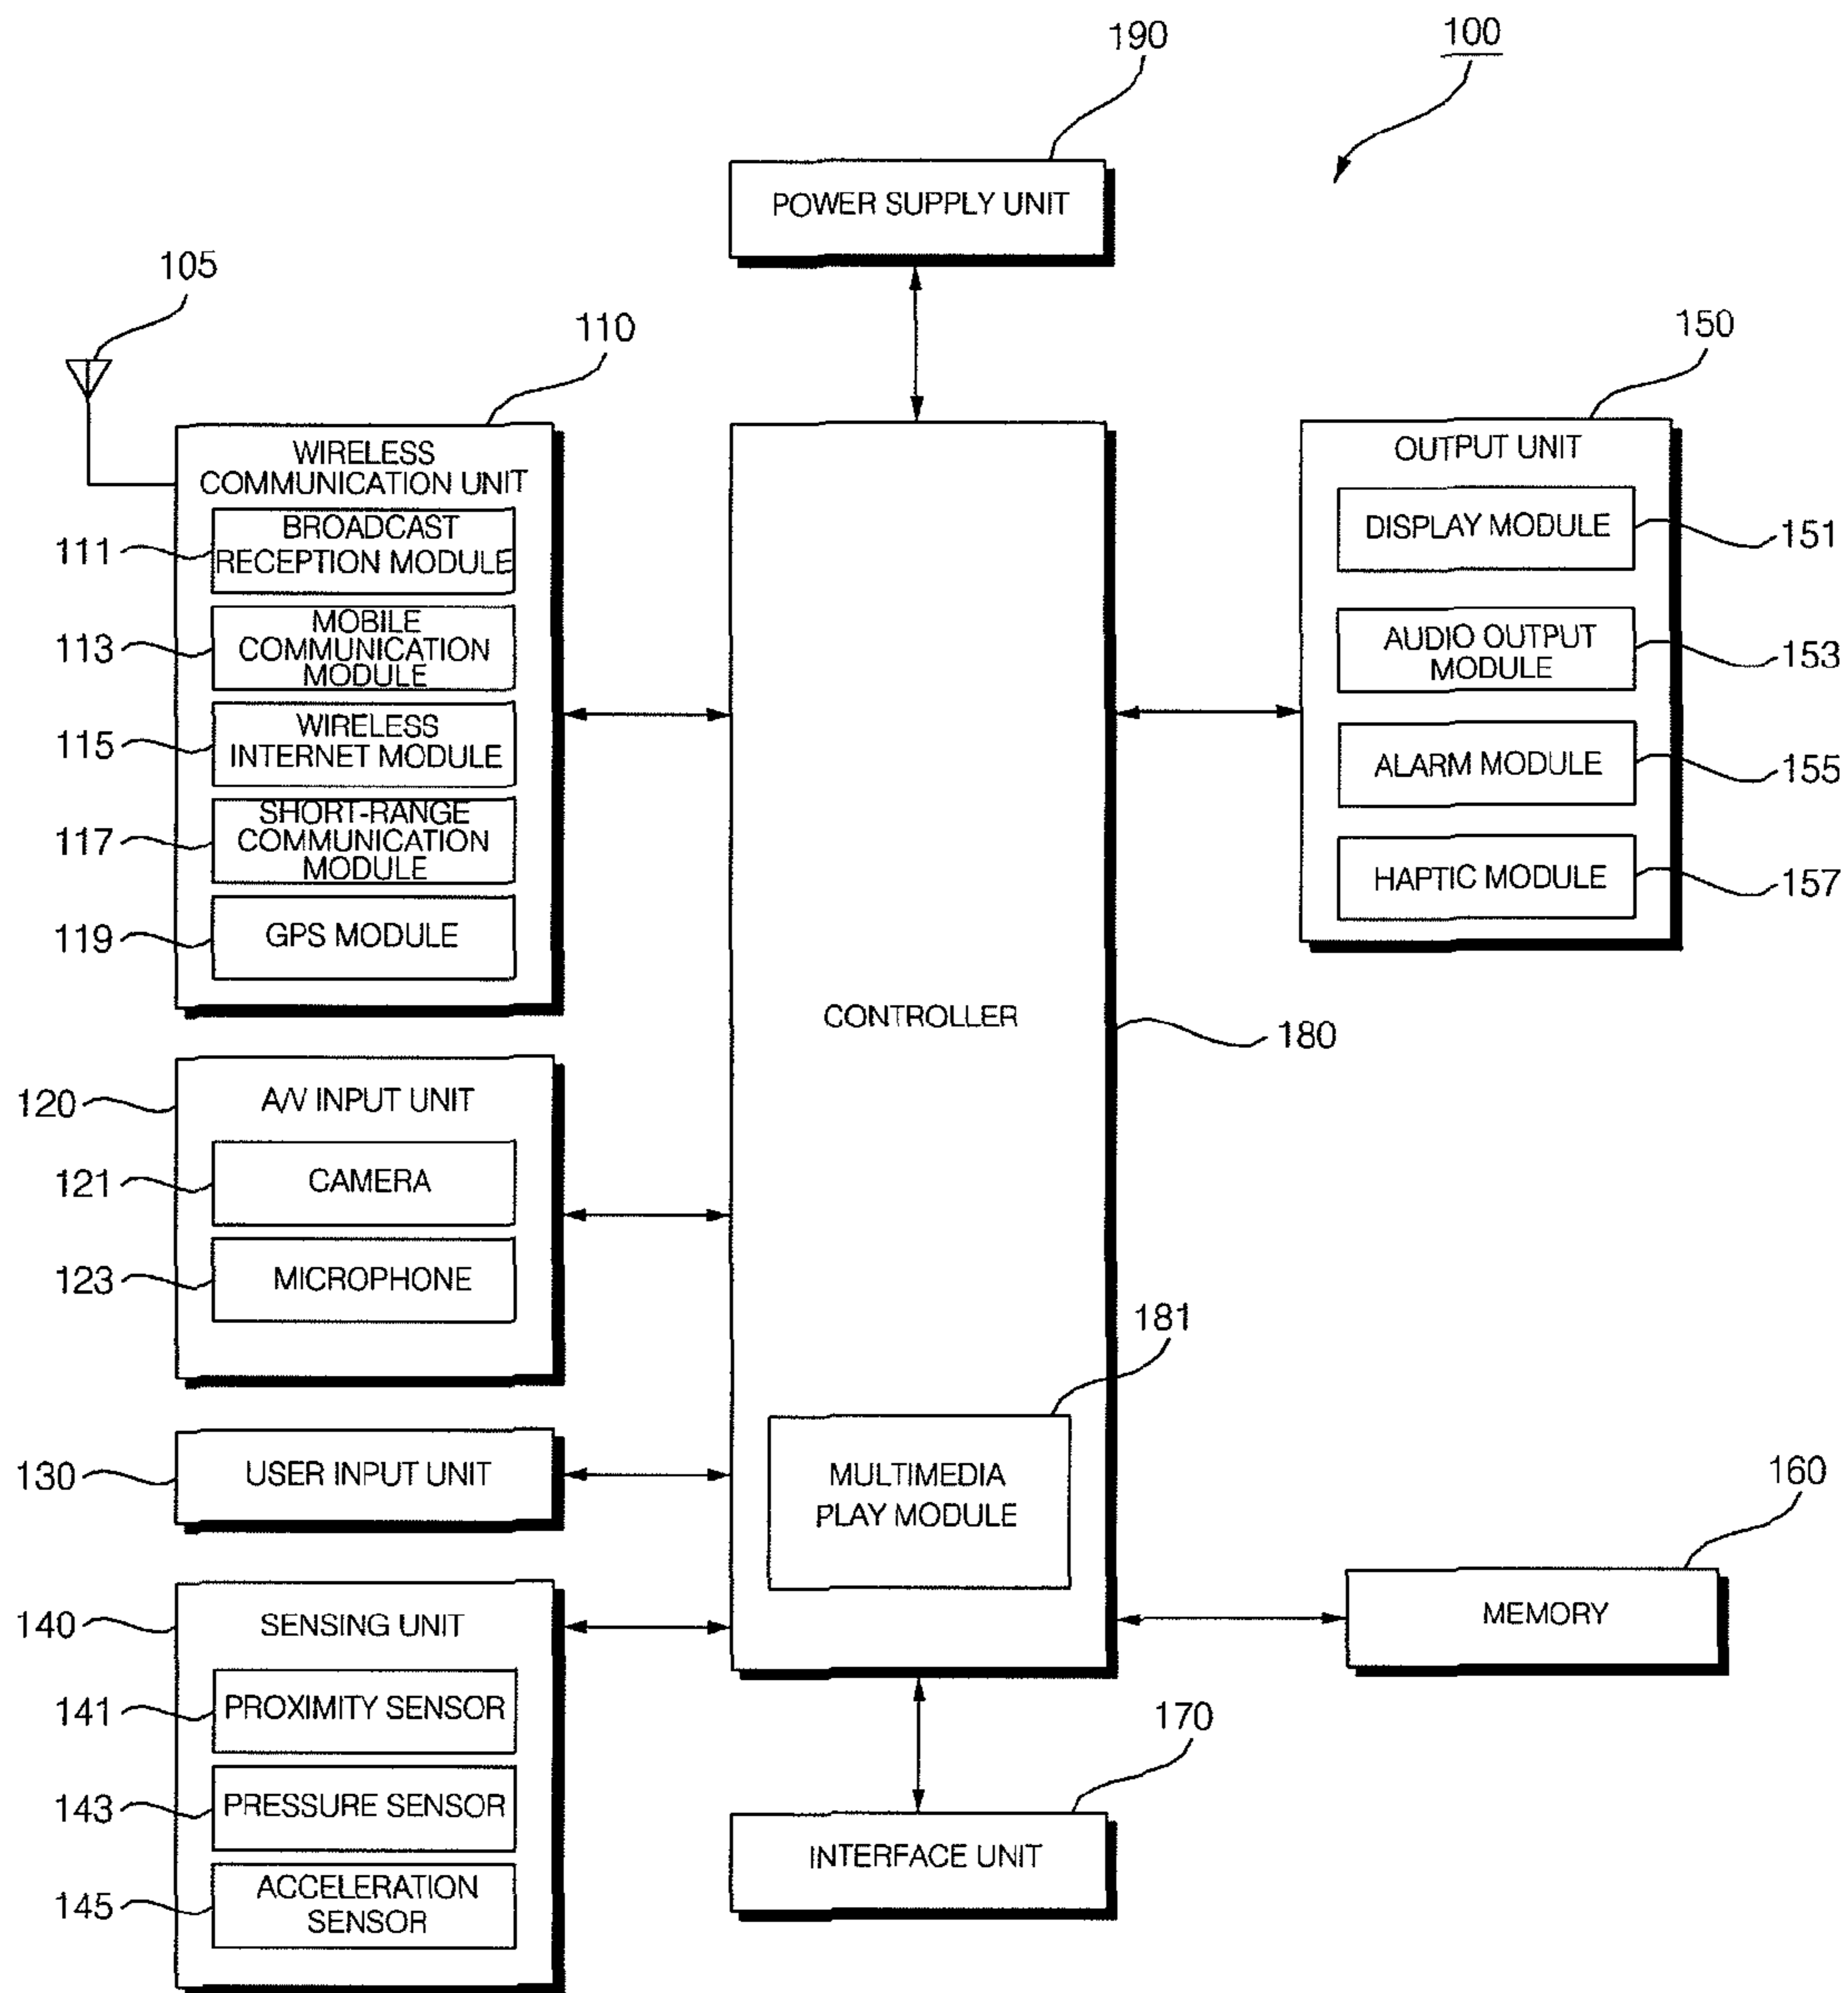 190
100
POWER SUPPLY UNIT
105
110
WIRELESS
COMMUNICATION UNIT
111
BROADCAST
RECEPTION MODULE
113
MOBILE
COMMUNICATION
MODULE
115
WIRELESS
INTERNET MODULE
117
SHORT-RANGE
COMMUNICATION
MODULE
119
GPS MODULE
150
OUTPUT UNIT
DISPLAY MODULE
151
AUDIO OUTPUT
MODULE
153
ALARM MODULE
155
HAPTIC MODULE
157
CONTROLLER
180
120
A/V INPUT UNIT
121
CAMERA
123
MICROPHONE
181
MULTIMEDIA
PLAY MODULE
130
USER INPUT UNIT
160
MEMORY
140
SENSING UNIT
141
PROXIMITY SENSOR
143
PRESSURE SENSOR
145
ACCELERATION
SENSOR
170
INTERFACE UNIT